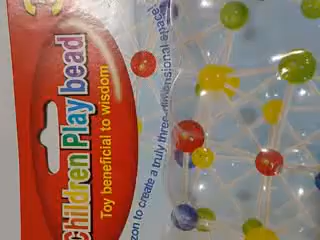 Children Play bead
Toy beneficial to wisdom
zon to create a truly three-dimensional space!